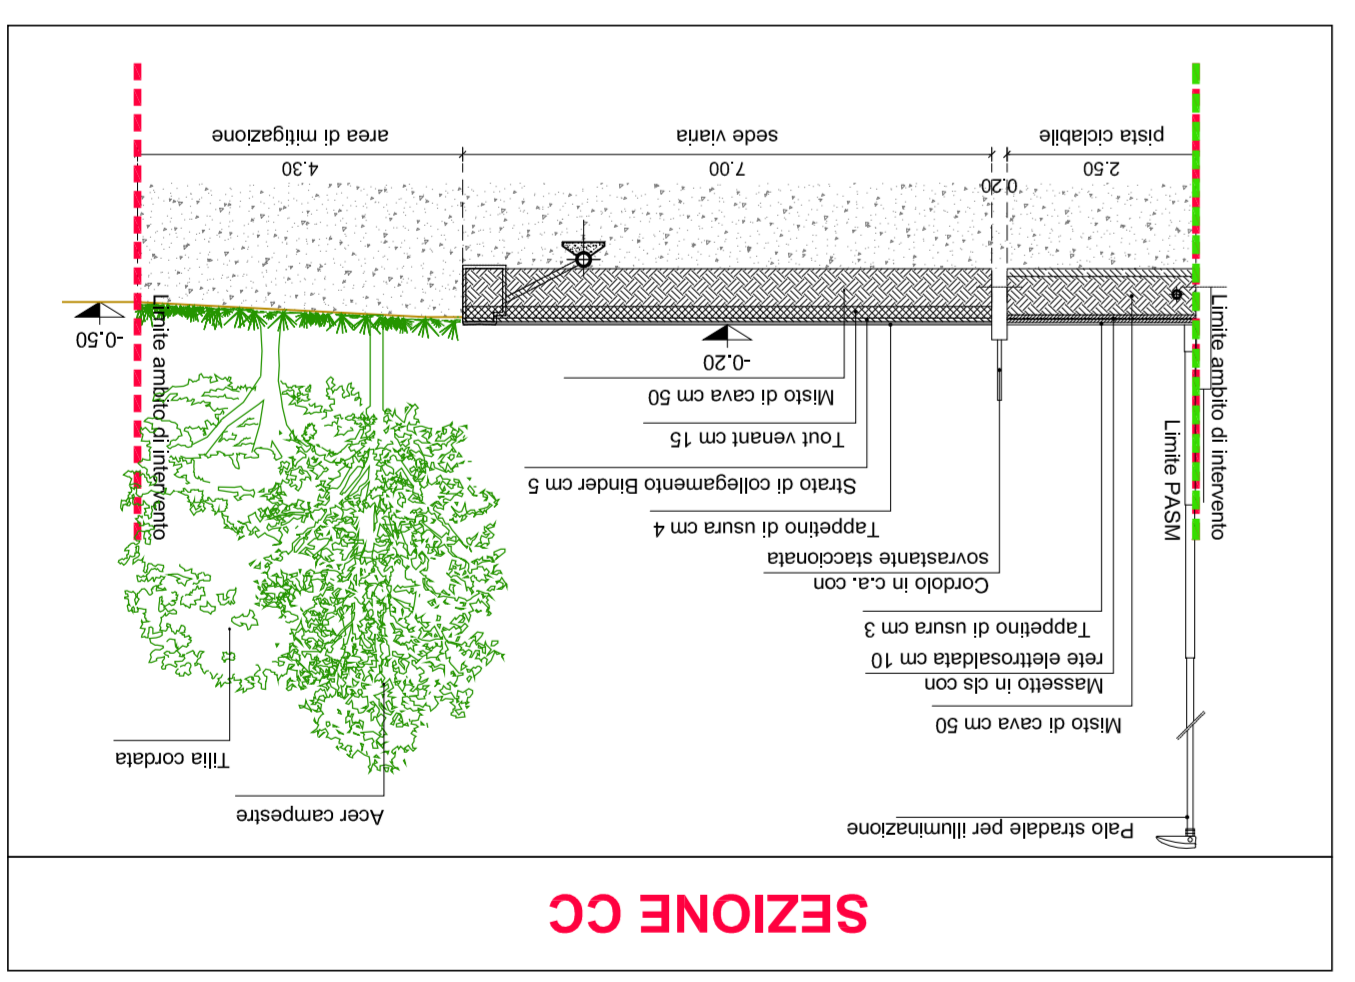 SEZIONE CC
Palo stradale per illuminazione
Acer campestre
Tilia cordata
Misto di cava cm 50
Massetto in cls con
rete elettrosaldata cm 10
Tappetino di usura cm 3
Cordolo in c.a. con
sovrastante staccionata
Tappetino di usura cm 4
Strato di collegamento Binder cm 5
Tout venant cm 15
Misto di cava cm 50
Limite ambito di intervento
Limite PASM
Limite ambito di intervento
-0.20
-0.50
2.50
0.20
7.00
4.30
pista ciclabile
sede viaria
area di mitigazione